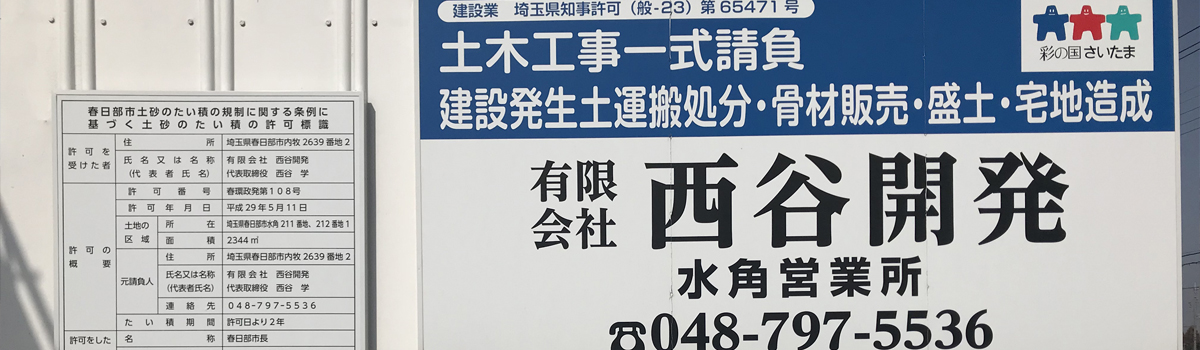 春日部市土砂のたい積の規制に関する条例に
基づく土砂のたい積の許可標識
許可を受けた者
住所 埼玉県春日部市内牧2639番地2
氏名又は名称 有限会社 西谷開発
(代表者氏名) 代表取締役 西谷 学
許可の概要
許可番号 春環政発第108号
許可年月日 平成29年5月11日
土地の区域
所在 埼玉県春日部市水角211番地、212番地1
面積 2344㎡
元請負人
住所 埼玉県春日部市内牧2639番地2
氏名又は名称 有限会社 西谷開発
(代表者氏名) 代表取締役 西谷 学
連絡先 048-797-5536
たい積期間 許可日より2年
許可をした
名称 春日部市長
建設業 埼玉県知事許可(般-23)第65471号
土木工事一式請負
建設発生土運搬処分・骨材販売・盛土・宅地造成
彩の国さいたま
有限会社 西谷開発
水角営業所
☎048-797-5536